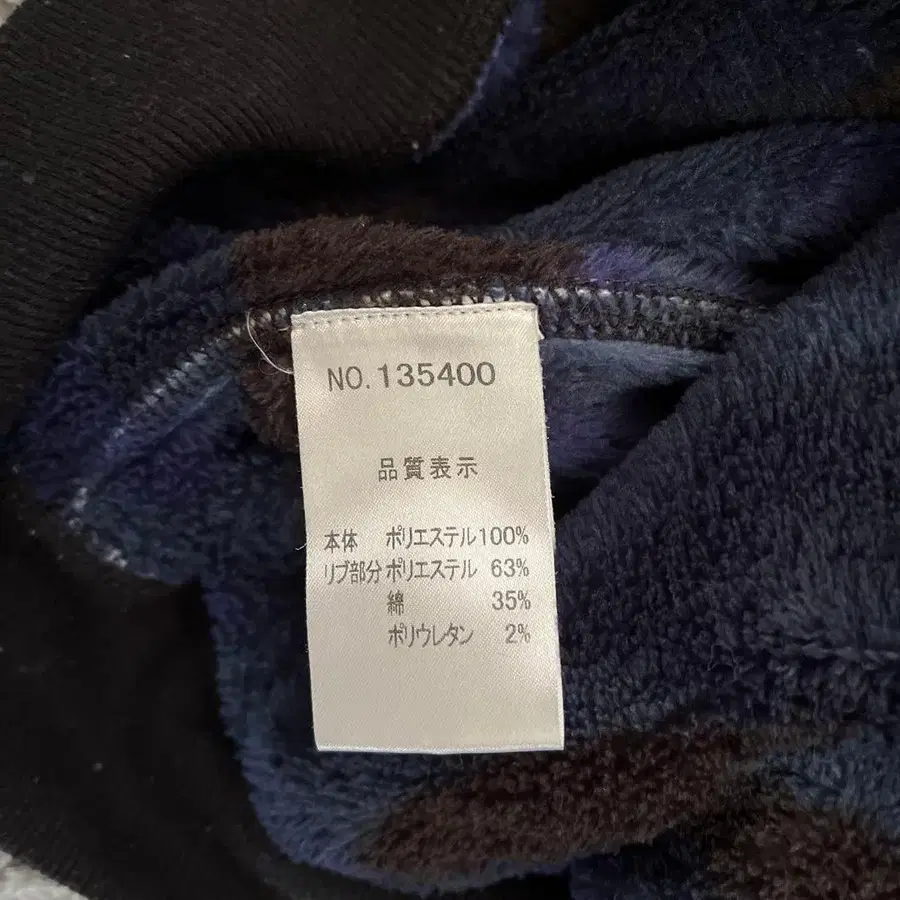 NO. 135400
品質表示
本体 ポリエステル100%
リブ部分ポリエステル 63%
綿 35%
ポリウレタン 2%